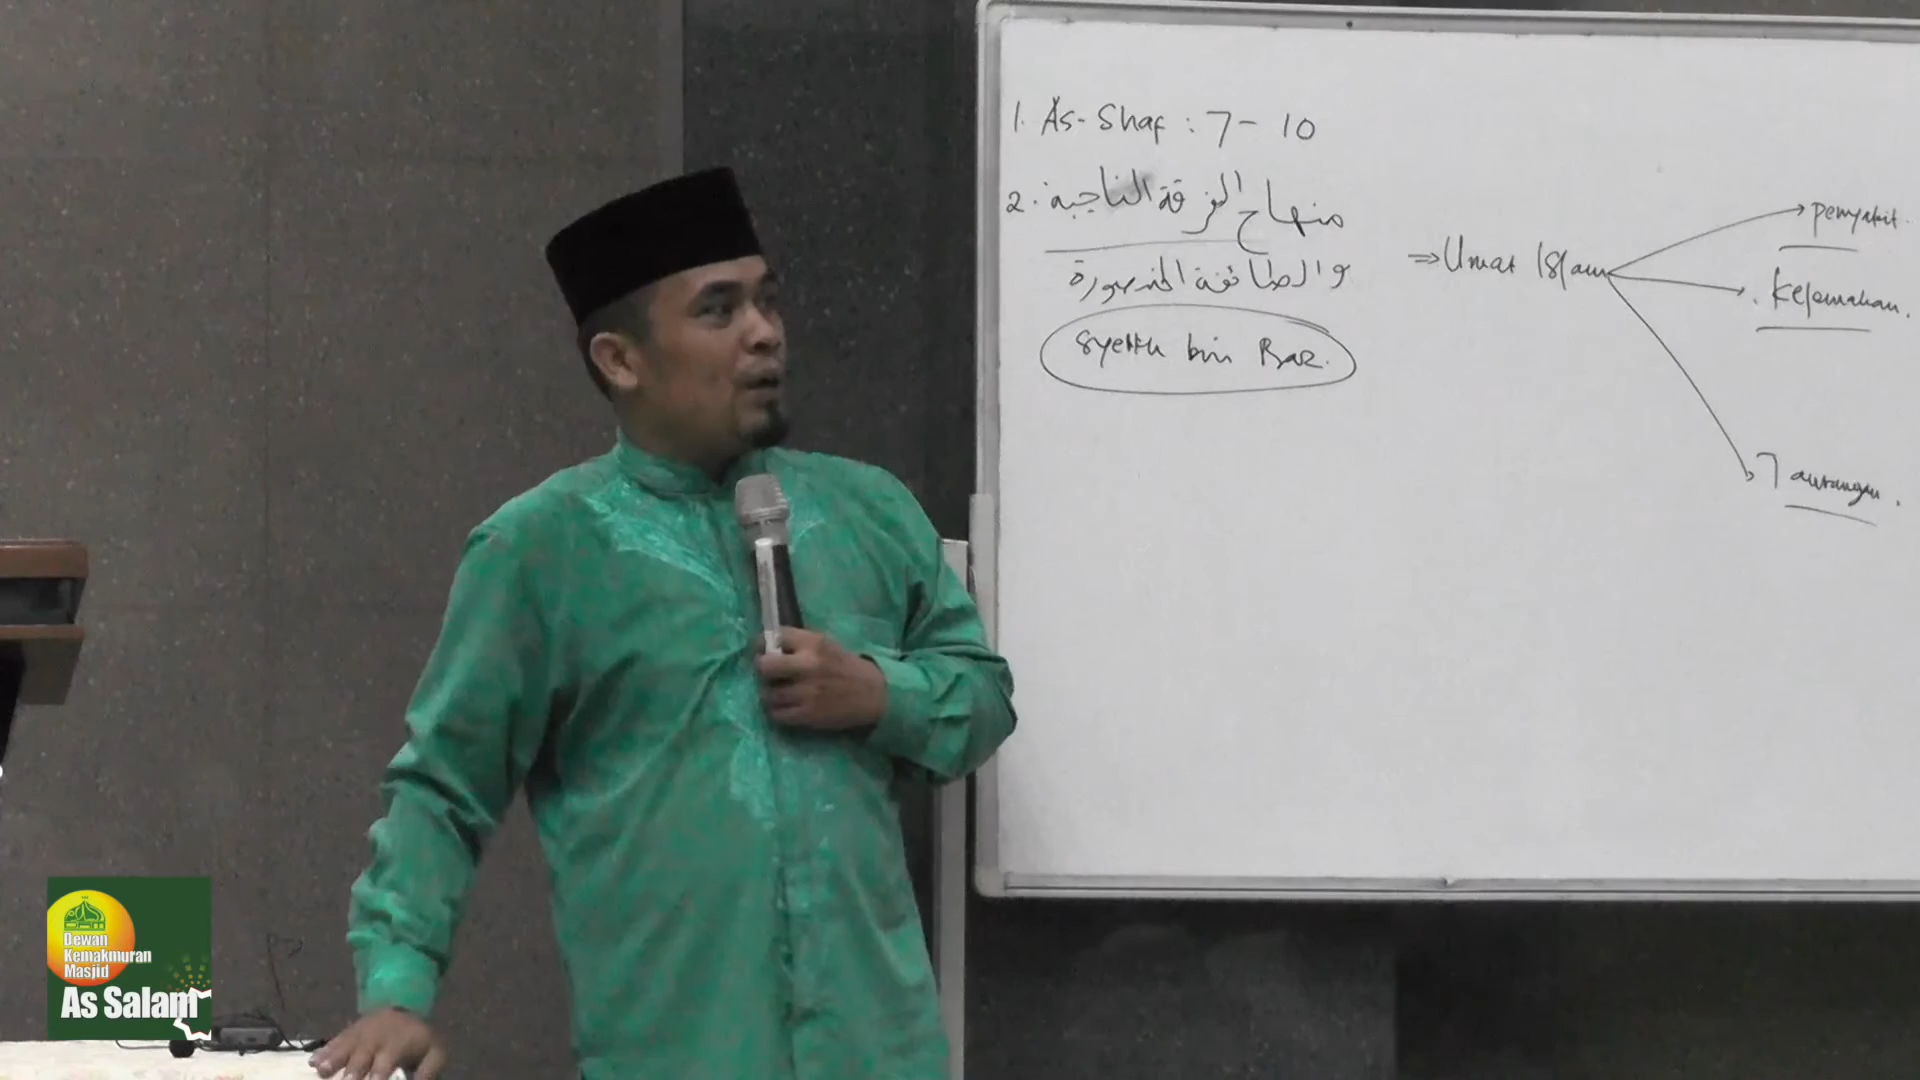 1. As-Shaf : 7 - 10
2. منهاج الفرقة الناجية
والطائفة المنصورة
Syeikh bin Baz.
⇒ Umat Islam
penyakit.
. Kelemahan.
Tantangan.
Dewan
Kemakmuran
Masjid
As Salam